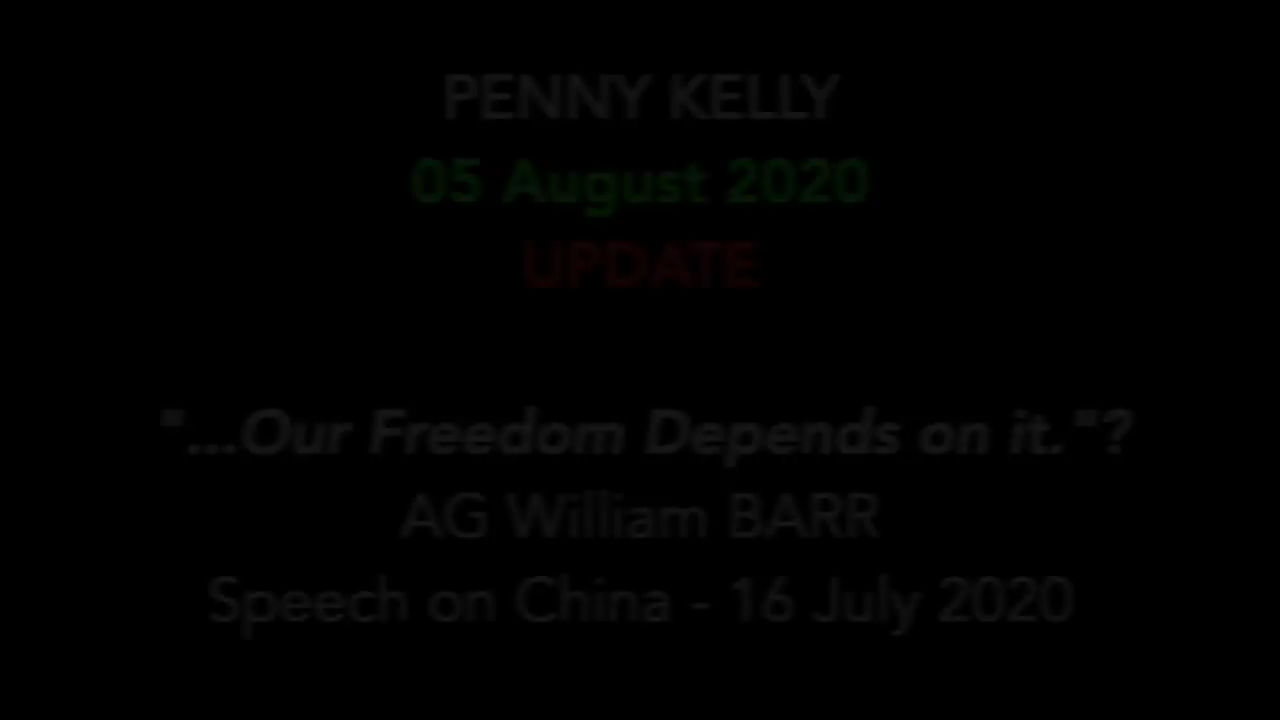 PENNY KELLY
05 August 2020
UPDATE
"...Our Freedom Depends on it."?
AG William BARR
Speech on China - 16 July 2020